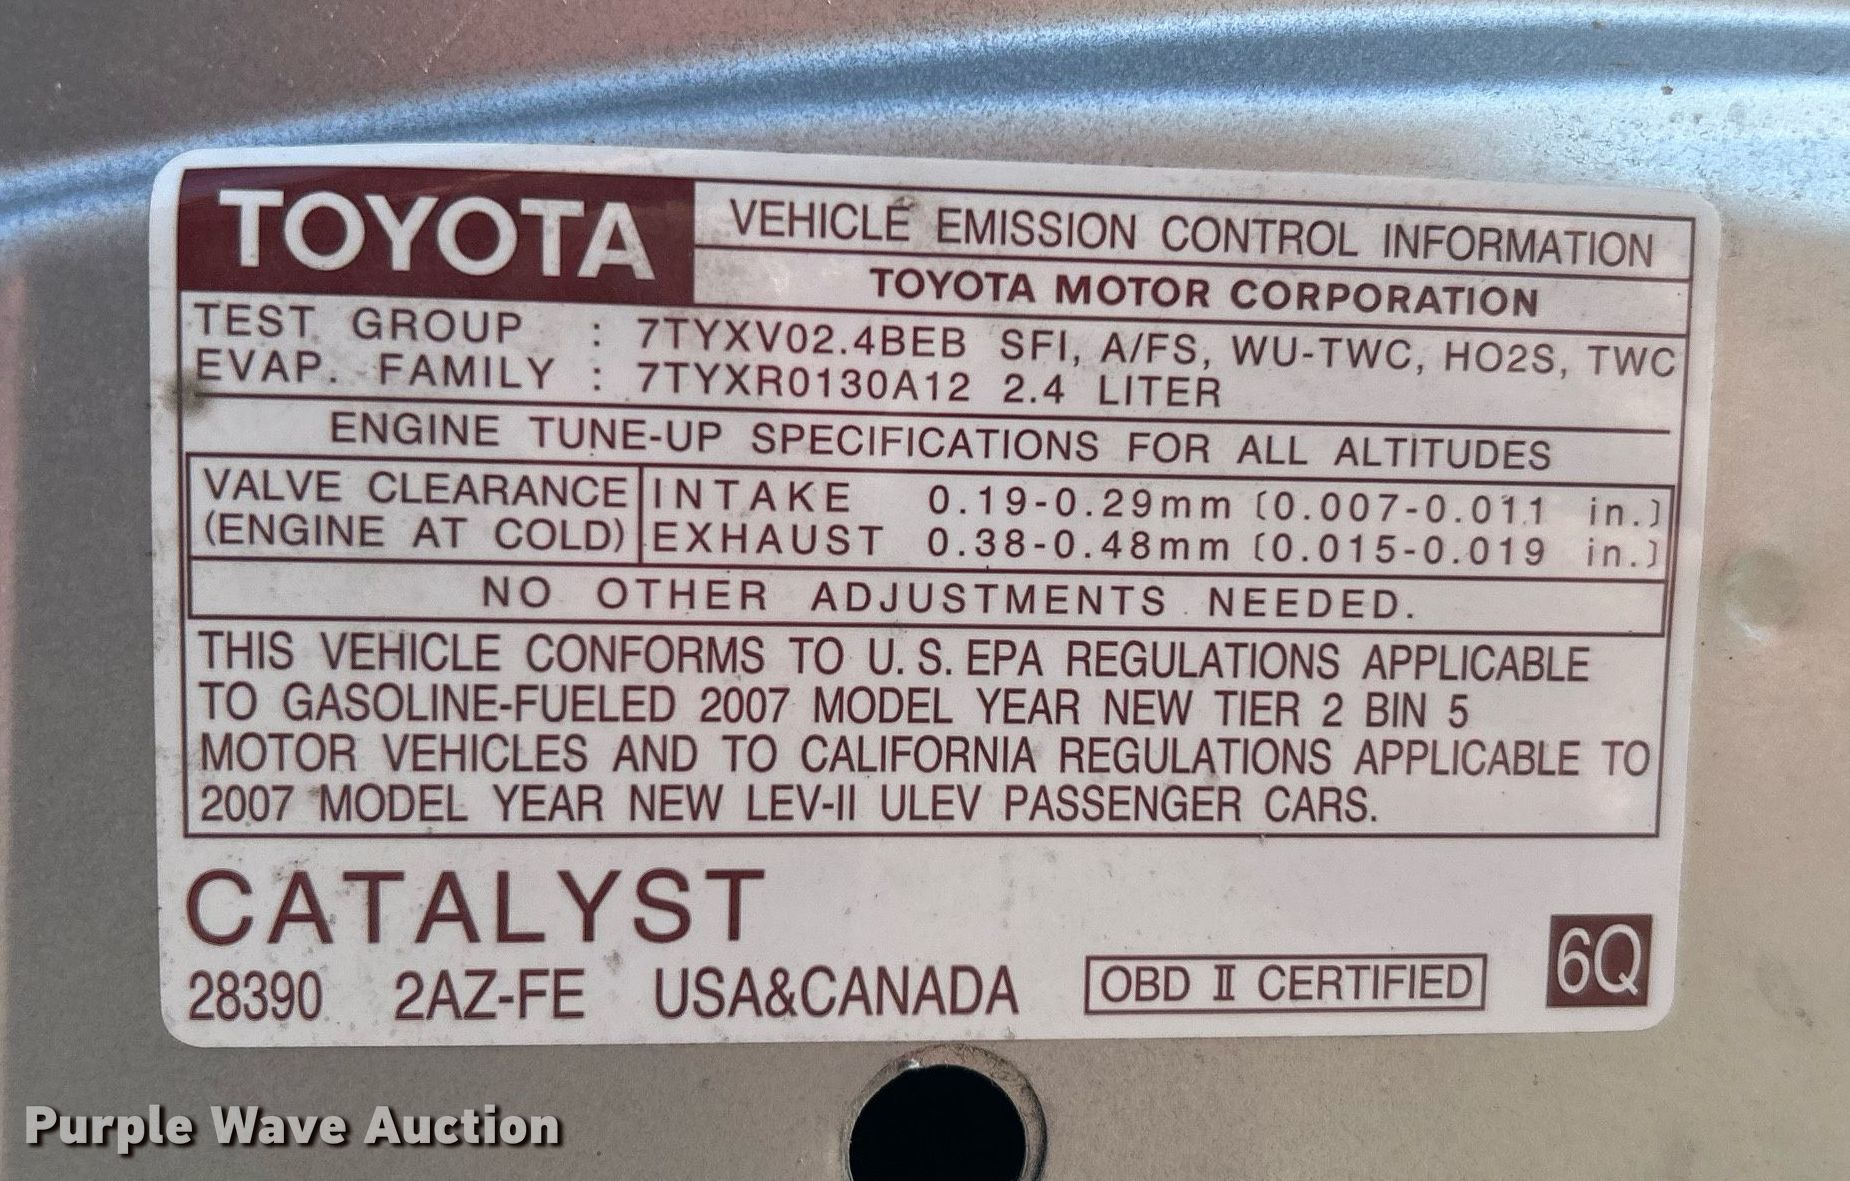 TOYOTA VEHICLE EMISSION CONTROL INFORMATION
TOYOTA MOTOR CORPORATION
TEST GROUP : 7TYXV02.4BEB SFI, A/FS, WU-TWC, HO2S, TWC
EVAP. FAMILY : 7TYXR0130A12 2.4 LITER
ENGINE TUNE-UP SPECIFICATIONS FOR ALL ALTITUDES
VALVE CLEARANCE INTAKE 0.19-0.29mm (0.007-0.011 in.)
(ENGINE AT COLD) EXHAUST 0.38-0.48mm (0.015-0.019 in.)
NO OTHER ADJUSTMENTS NEEDED.
THIS VEHICLE CONFORMS TO U.S. EPA REGULATIONS APPLICABLE
TO GASOLINE-FUELED 2007 MODEL YEAR NEW TIER 2 BIN 5
MOTOR VEHICLES AND TO CALIFORNIA REGULATIONS APPLICABLE TO
2007 MODEL YEAR NEW LEV-II ULEV PASSENGER CARS.
CATALYST
28390 2AZ-FE USA&CANADA OBD II CERTIFIED 6Q
Purple Wave Auction